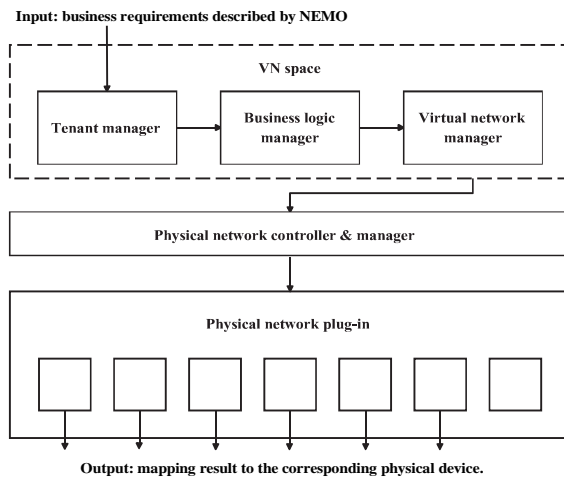 Input: business requirements described by NEMO
VN space
Tenant manager
Business logic
manager
Virtual network
manager
Physical network controller & manager
Physical network plug-in
Output: mapping result to the corresponding physical device.